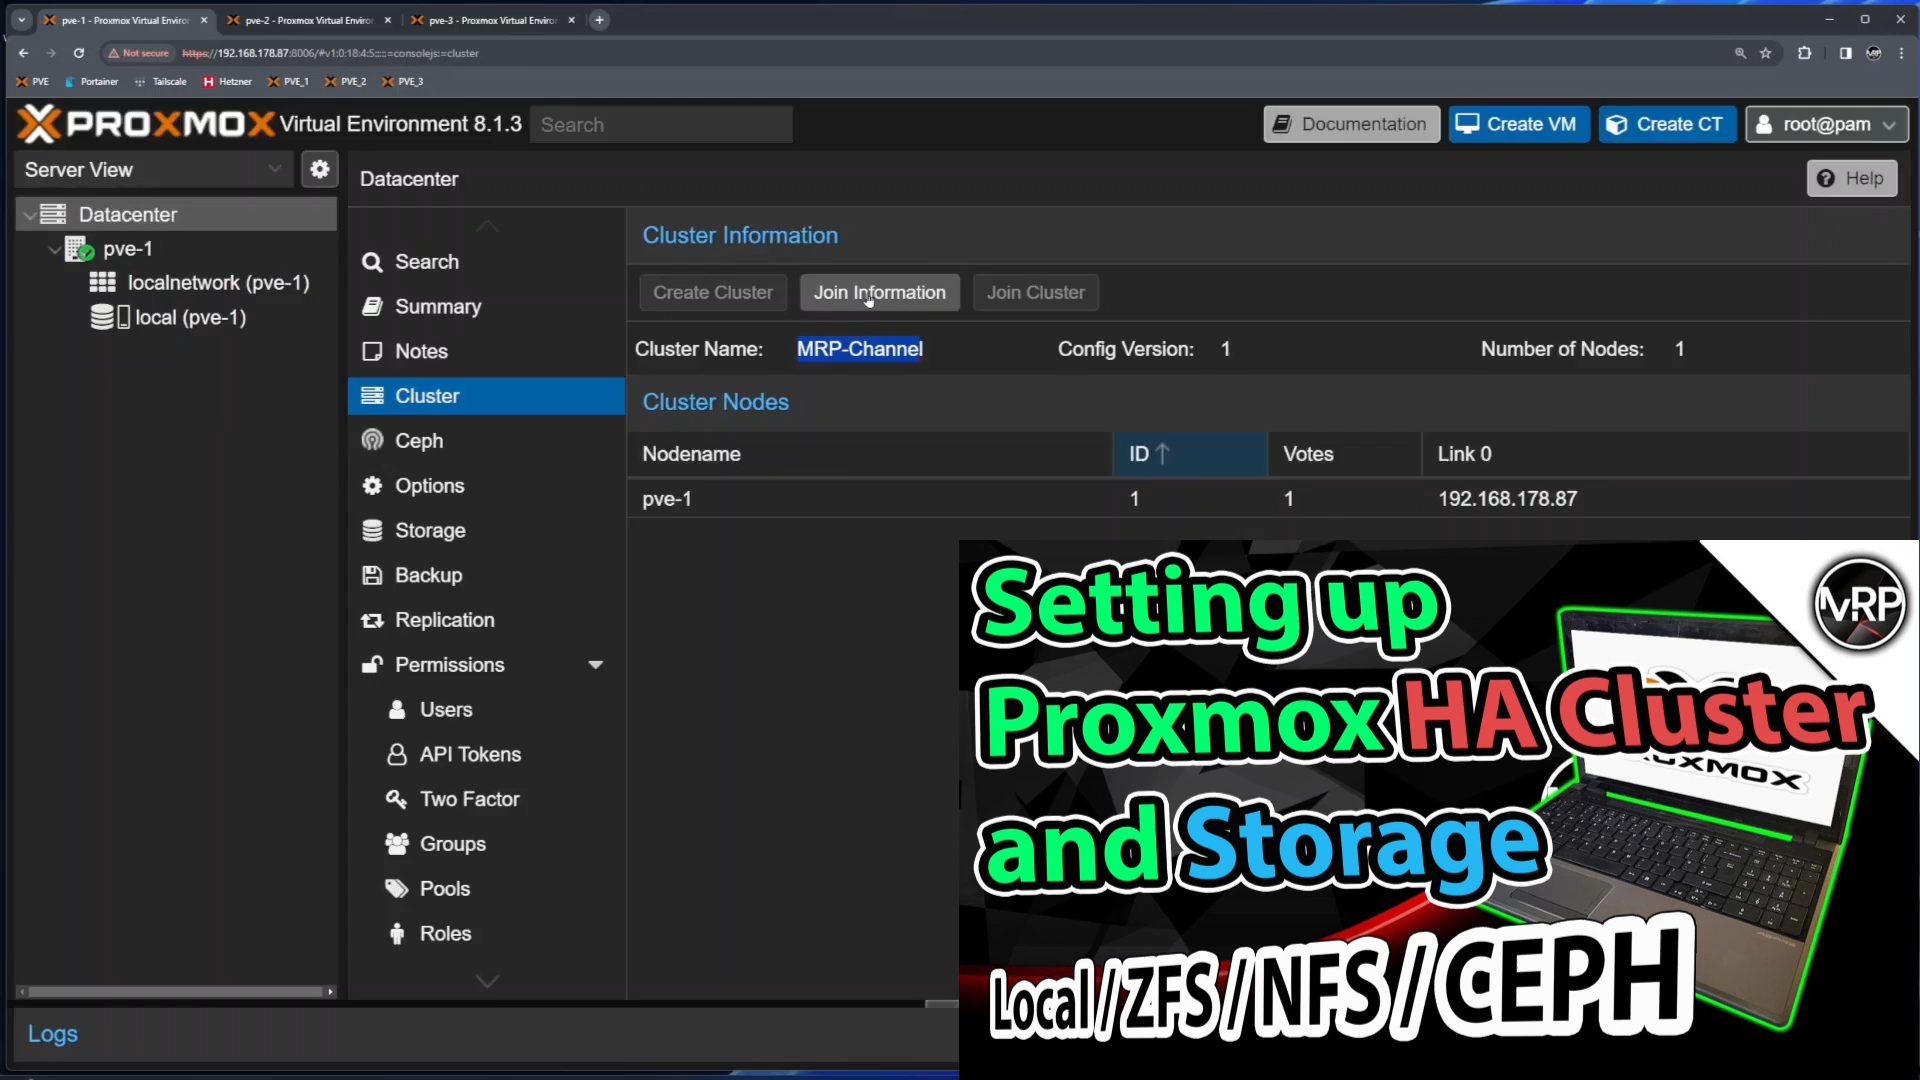 pve-1 - Proxmox Virtual Enviro
pve-2 - Proxmox Virtual Enviro
pve-3 - Proxmox Virtual Enviro
Not secure
https://192.168.178.87:8006/#v1:0:18:4:5:::::=consolejs:=cluster
PVE
Portainer
Tailscale
Hetzner
PVE_1
PVE_2
PVE_3
PROXMOX
Virtual Environment 8.1.3
Search
Documentation
Create VM
Create CT
root@pam
Server View
Datacenter
Help
Datacenter
pve-1
localnetwork (pve-1)
local (pve-1)
Search
Summary
Notes
Cluster
Ceph
Options
Storage
Backup
Replication
Permissions
Users
API Tokens
Two Factor
Groups
Pools
Roles
Cluster Information
Create Cluster
Join Information
Join Cluster
Cluster Name: MRP-Channel
Config Version: 1
Number of Nodes: 1
Cluster Nodes
Nodename ID Votes Link 0
pve-1 1 1 192.168.178.87
Logs
Setting up
Proxmox HA Cluster
and Storage
Local/ZFS/NFS/CEPH
MRP